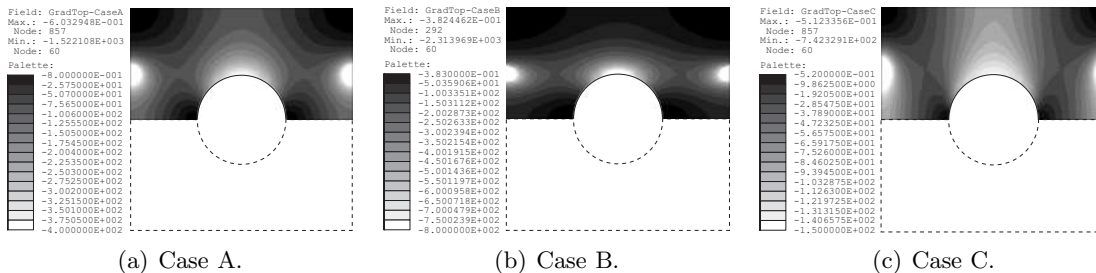 Field: GradTop-CaseA
Max.: -6.032948E-001
Node: 857
Min.: -1.522108E+003
Node: 60
Palette:
-8.000000E-001
-2.575000E+001
-5.070000E+001
-7.565000E+001
-1.006000E+002
-1.255500E+002
-1.505000E+002
-1.754500E+002
-2.004000E+002
-2.253500E+002
-2.503000E+002
-2.752500E+002
-3.002000E+002
-3.251500E+002
-3.501000E+002
-3.750500E+002
-4.000000E+002
(a) Case A.
Field: GradTop-CaseB
Max.: -3.824462E-001
Node: 292
Min.: -2.313969E+003
Node: 60
Palette:
-3.830000E-001
-5.035906E+001
-1.003351E+002
-1.503112E+002
-2.002873E+002
-2.502633E+002
-3.002394E+002
-3.502154E+002
-4.001915E+002
-4.501676E+002
-5.001436E+002
-5.501197E+002
-6.000958E+002
-6.500718E+002
-7.000479E+002
-7.500239E+002
-8.000000E+002
(b) Case B.
Field: GradTop-CaseC
Max.: -5.123356E-001
Node: 857
Min.: -7.423291E+002
Node: 60
Palette:
-5.200000E-001
-9.862500E+000
-1.920500E+001
-2.854750E+001
-3.789000E+001
-4.723250E+001
-5.657500E+001
-6.591750E+001
-7.526000E+001
-8.460250E+001
-9.394500E+001
-1.032875E+002
-1.126300E+002
-1.219725E+002
-1.313150E+002
-1.406575E+002
-1.500000E+002
(c) Case C.